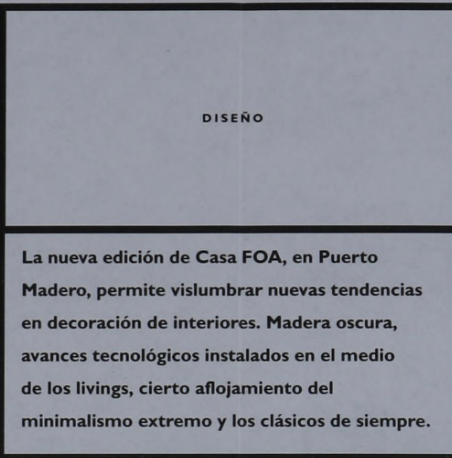 DISEÑO
La nueva edición de Casa FOA, en Puerto
Madero, permite vislumbrar nuevas tendencias
en decoración de interiores. Madera oscura,
avances tecnológicos instalados en el medio
de los livings, cierto aflojamiento del
minimalismo extremo y los clásicos de siempre.